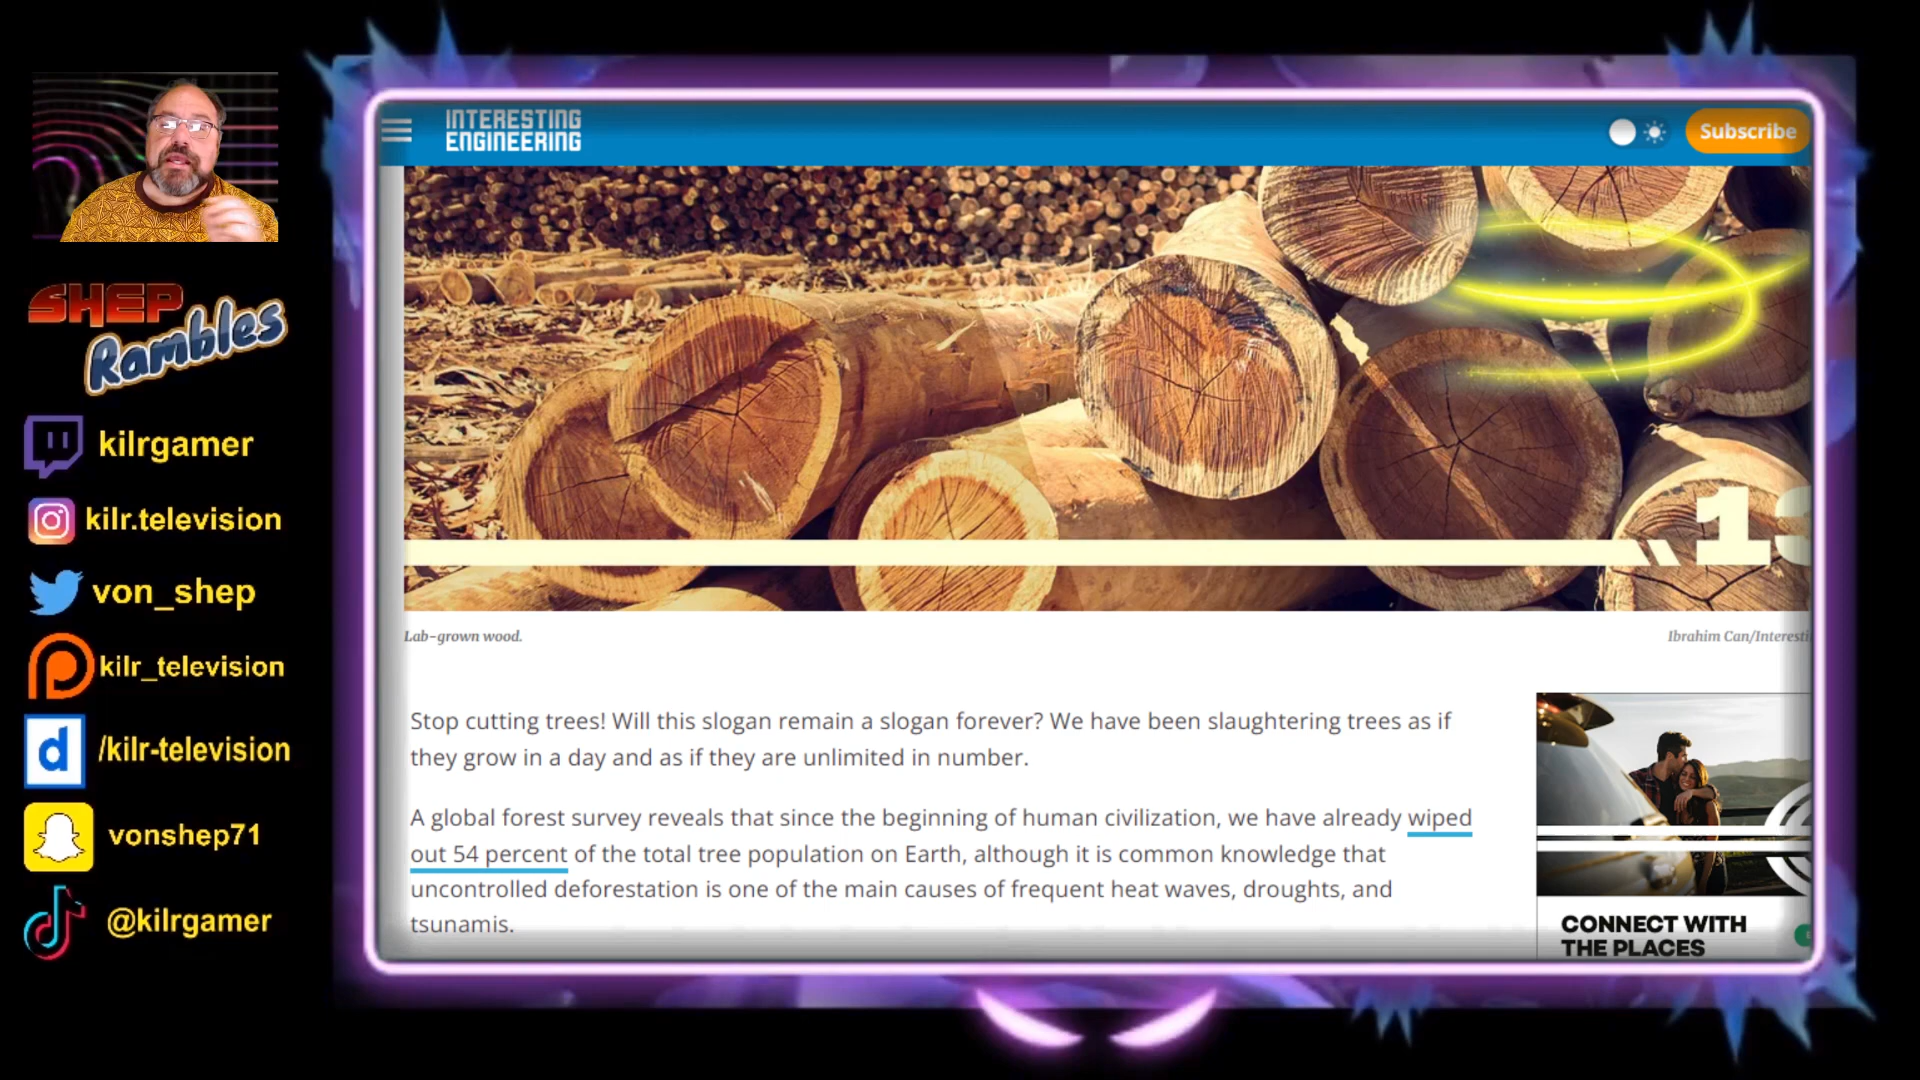 SHEP
Rambles
kilrgamer
kilr.television
von_shep
kilr_television
d
/kilr-television
vonshep71
@kilrgamer
INTERESTING
ENGINEERING
Subscribe
Lab-grown wood.
Ibrahim Can/Interesti
Stop cutting trees! Will this slogan remain a slogan forever? We have been slaughtering trees as if
they grow in a day and as if they are unlimited in number.
A global forest survey reveals that since the beginning of human civilization, we have already wiped
out 54 percent of the total tree population on Earth, although it is common knowledge that
uncontrolled deforestation is one of the main causes of frequent heat waves, droughts, and
tsunamis.
CONNECT WITH
THE PLACES